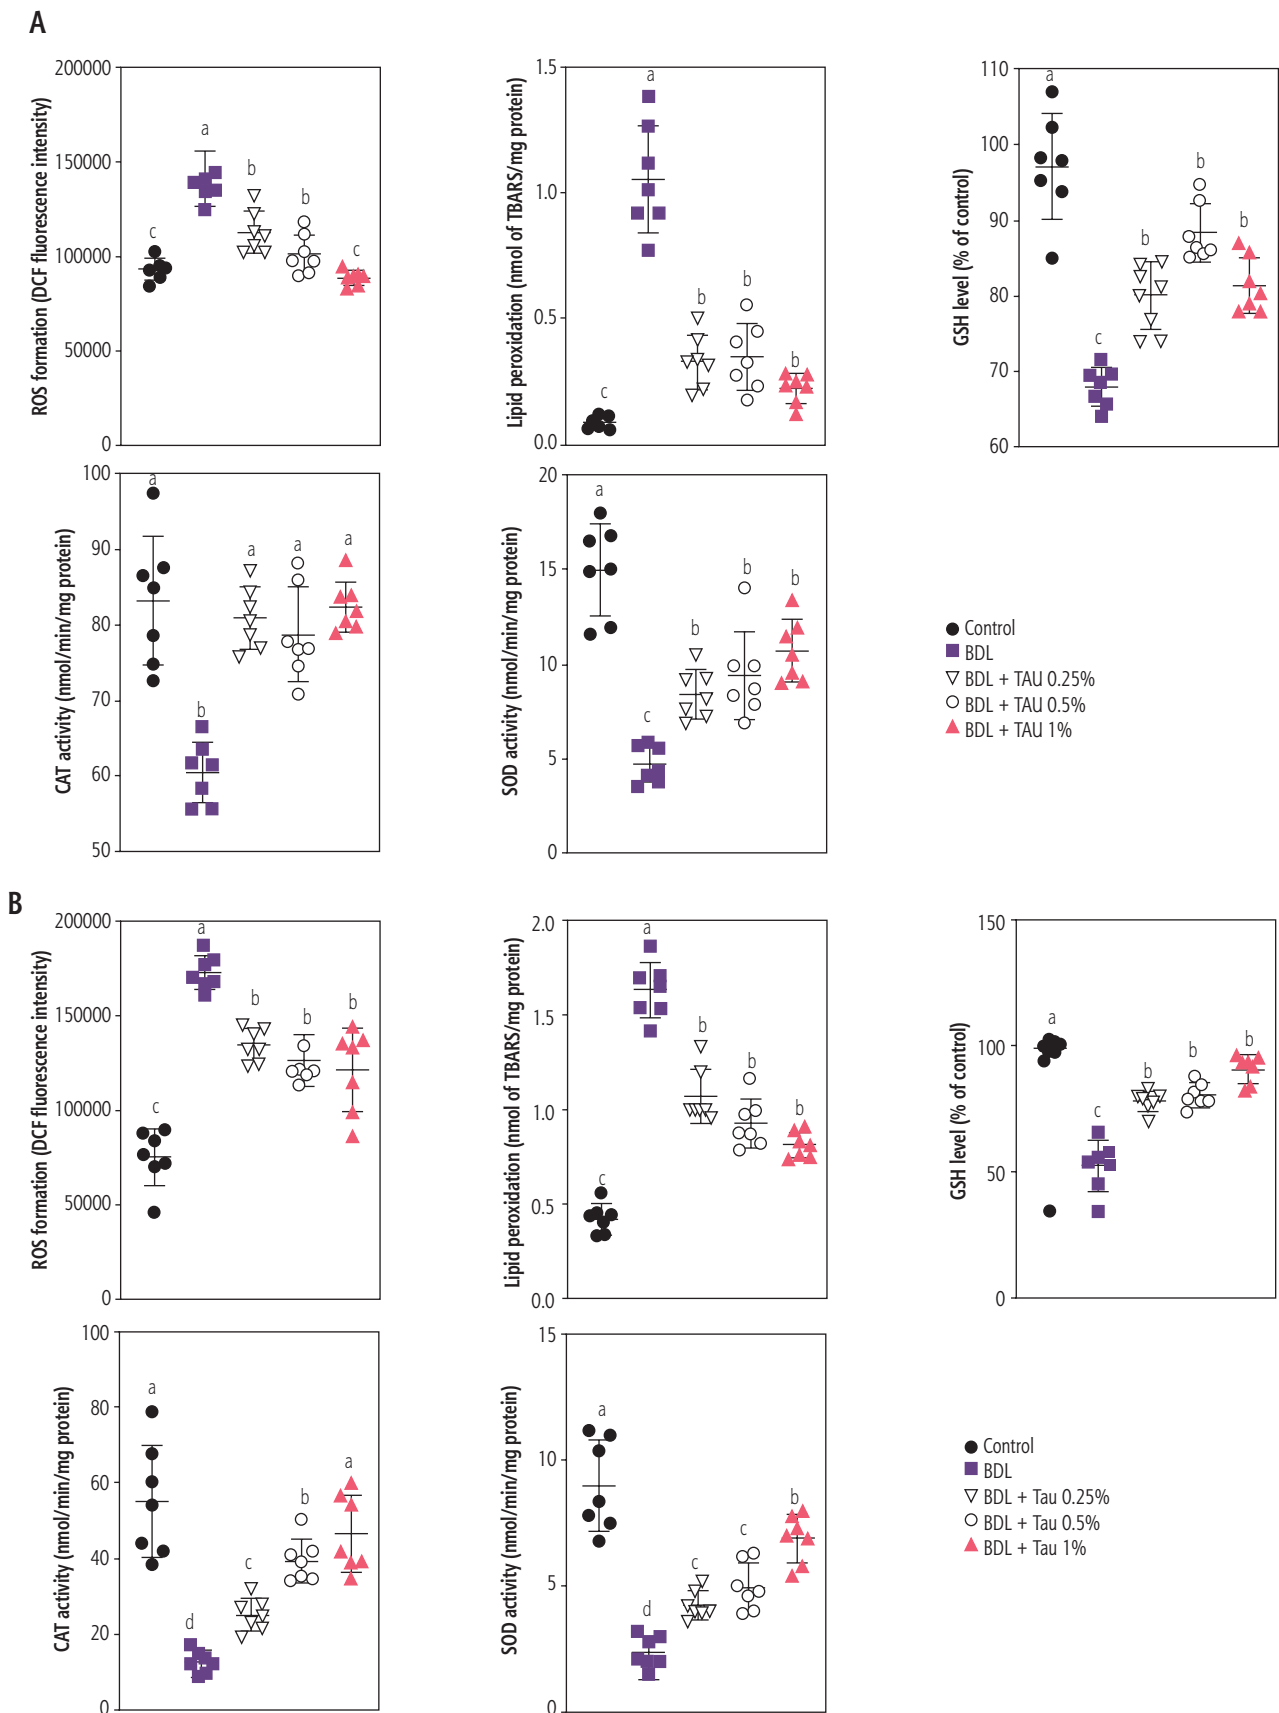 A
ROS formation (DCF fluorescence intensity)
200000
150000
100000
50000
0
c
a
b
b
c
Lipid peroxidation (nmol of TBARS/mg protein)
1.5
1.0
0.5
0.0
c
a
b
b
b
GSH level (% of control)
110
100
90
80
70
60
a
c
b
b
b
CAT activity (nmol/min/mg protein)
100
90
80
70
60
50
a
b
a
a
a
SOD activity (nmol/min/mg protein)
20
15
10
5
0
a
c
b
b
b
Control
BDL
BDL + TAU 0.25%
BDL + TAU 0.5%
BDL + TAU 1%
B
ROS formation (DCF fluorescence intensity)
200000
150000
100000
50000
0
c
a
b
b
b
Lipid peroxidation (nmol of TBARS/mg protein)
2.0
1.5
1.0
0.5
0.0
c
a
b
b
b
GSH level (% of control)
150
100
50
0
a
c
b
b
b
CAT activity (nmol/min/mg protein)
100
80
60
40
20
0
a
d
c
b
a
SOD activity (nmol/min/mg protein)
15
10
5
0
a
d
c
c
b
Control
BDL
BDL + Tau 0.25%
BDL + Tau 0.5%
BDL + Tau 1%